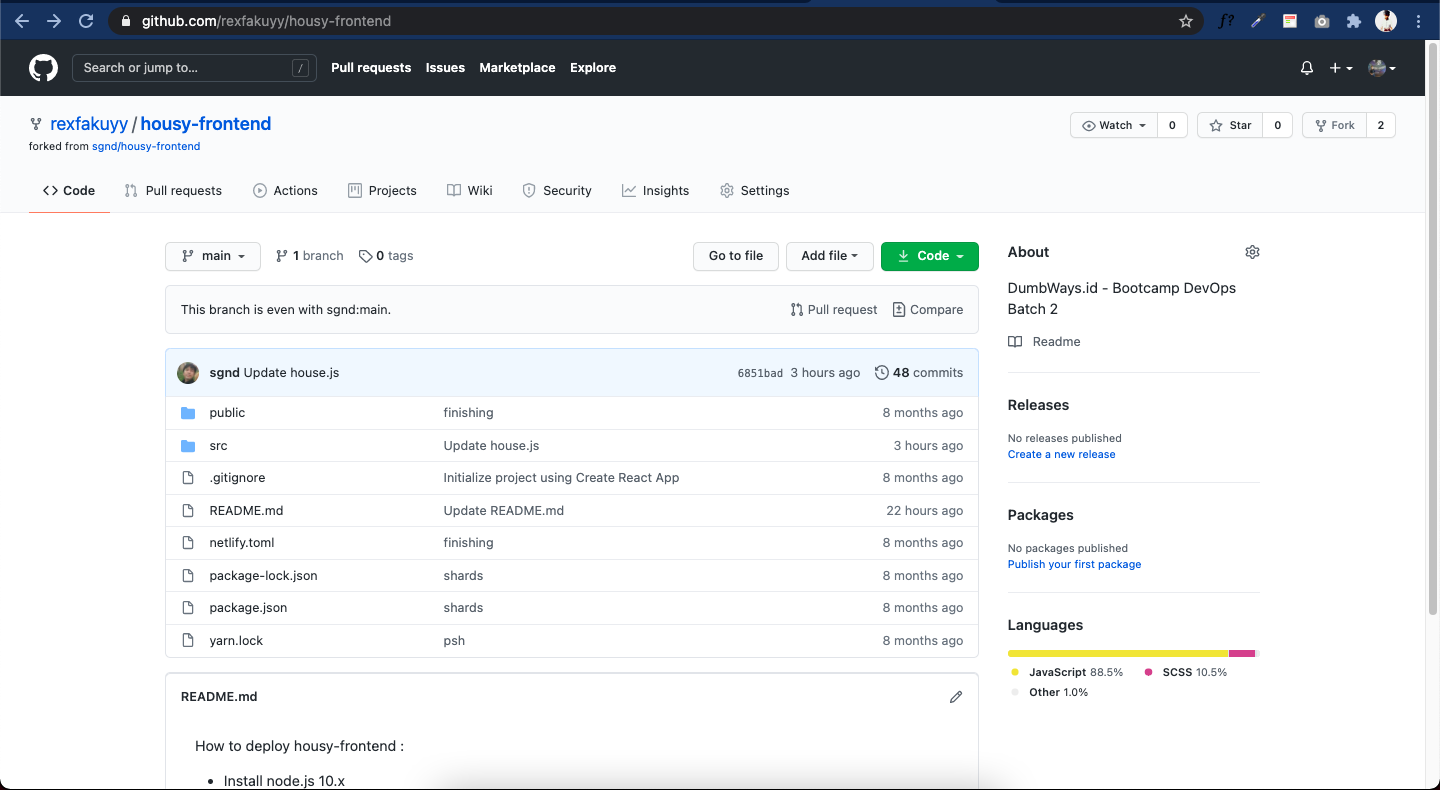 github.com/rexfakuyy/housy-frontend
f?
Search or jump to... /
Pull requests Issues Marketplace Explore
rexfakuyy / housy-frontend
Watch 0 Star 0 Fork 2
forked from sgnd/housy-frontend
Code Pull requests Actions Projects Wiki Security Insights Settings
main 1 branch 0 tags Go to file Add file Code
This branch is even with sgnd:main. Pull request Compare
sgnd Update house.js 6851bad 3 hours ago 48 commits
public finishing 8 months ago
src Update house.js 3 hours ago
.gitignore Initialize project using Create React App 8 months ago
README.md Update README.md 22 hours ago
netlify.toml finishing 8 months ago
package-lock.json shards 8 months ago
package.json shards 8 months ago
yarn.lock psh 8 months ago
README.md
How to deploy housy-frontend :
• Install node.js 10.x
About
DumbWays.id - Bootcamp DevOps
Batch 2
Readme
Releases
No releases published
Create a new release
Packages
No packages published
Publish your first package
Languages
JavaScript 88.5% SCSS 10.5%
Other 1.0%